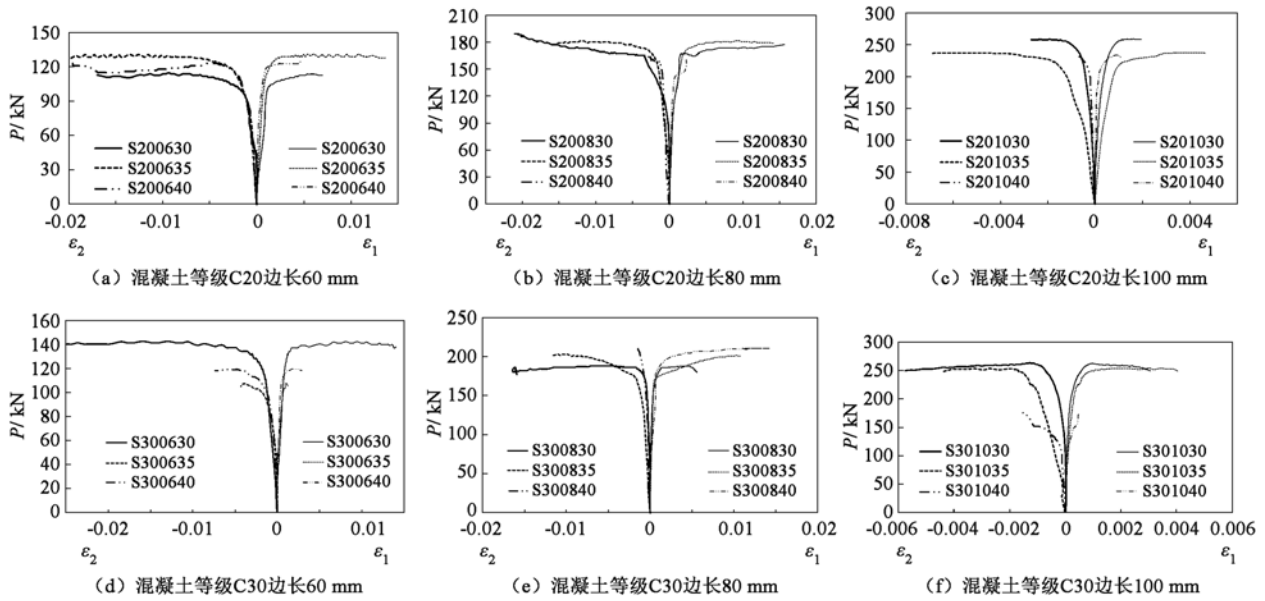 P/ kN
150
120
90
60
30
0
S200630 S200630
S200635 S200635
S200640 S200640
-0.02 -0.01 0 0.01
ε2 ε1
(a)混凝土等级C20边长60 mm
P/ kN
210
180
150
120
90
60
30
0
S200830 S200830
S200835 S200835
S200840 S200840
-0.02 -0.01 0 0.01 0.02
ε2 ε1
(b)混凝土等级C20边长80 mm
P/ kN
300
250
200
150
100
50
0
S201030 S201030
S201035 S201035
S201040 S201040
-0.008 -0.004 0 0.004
ε2 ε1
(c)混凝土等级C20边长100 mm
P/ kN
160
140
120
100
80
60
40
20
0
S300630 S300630
S300635 S300635
S300640 S300640
-0.02 -0.01 0 0.01
ε2 ε1
(d)混凝土等级C30边长60 mm
P/ kN
250
200
150
100
50
0
S300830 S300830
S300835 S300835
S300840 S300840
-0.02 -0.01 0 0.01 0.02
ε2 ε1
(e)混凝土等级C30边长80 mm
P/ kN
300
250
200
150
100
50
0
S301030 S301030
S301035 S301035
S301040 S301040
-0.006 -0.004 -0.002 0 0.002 0.004 0.006
ε2 ε1
(f)混凝土等级C30边长100 mm